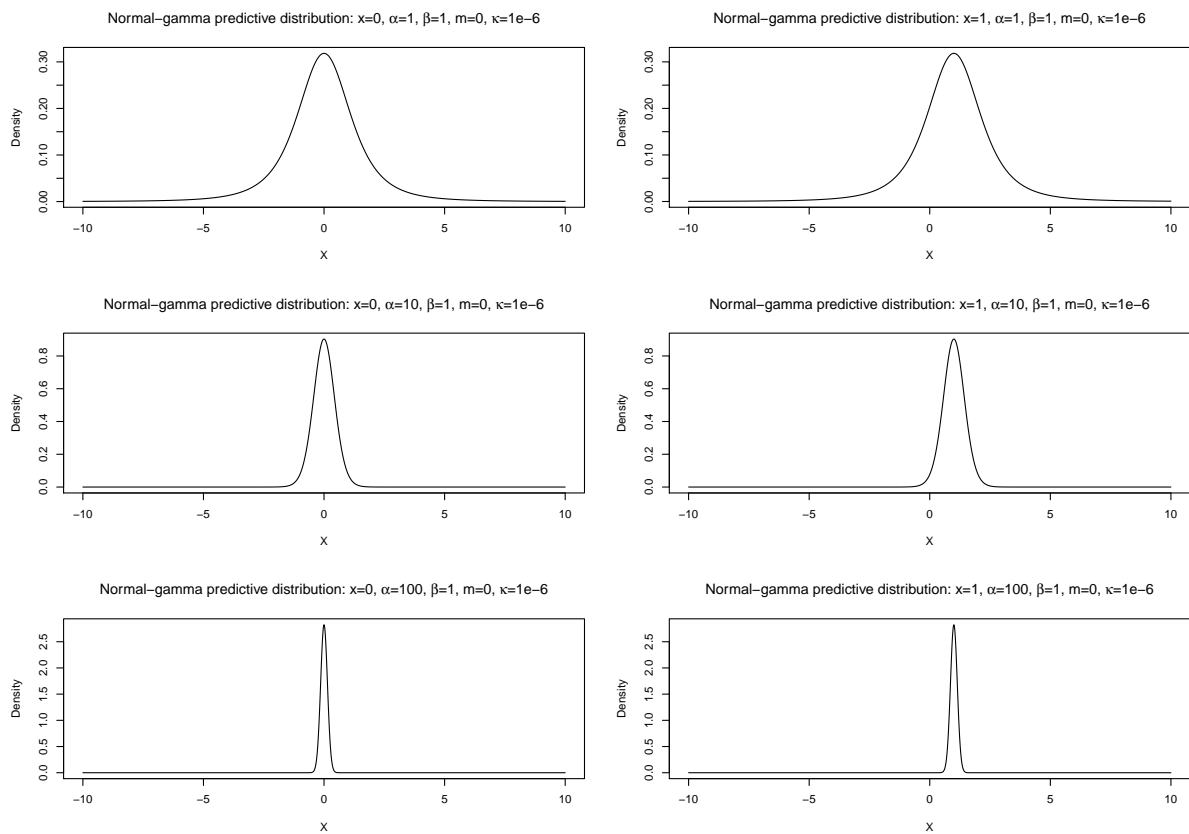 Normal−gamma predictive distribution: x=0, α=1, β=1, m=0, κ=1e−6
Density
0.00 0.10 0.20 0.30
−10 −5 0 5 10
X
Normal−gamma predictive distribution: x=1, α=1, β=1, m=0, κ=1e−6
Density
0.00 0.10 0.20 0.30
−10 −5 0 5 10
X
Normal−gamma predictive distribution: x=0, α=10, β=1, m=0, κ=1e−6
Density
0.0 0.2 0.4 0.6 0.8
−10 −5 0 5 10
X
Normal−gamma predictive distribution: x=1, α=10, β=1, m=0, κ=1e−6
Density
0.0 0.2 0.4 0.6 0.8
−10 −5 0 5 10
X
Normal−gamma predictive distribution: x=0, α=100, β=1, m=0, κ=1e−6
Density
0.0 0.5 1.0 1.5 2.0 2.5
−10 −5 0 5 10
X
Normal−gamma predictive distribution: x=1, α=100, β=1, m=0, κ=1e−6
Density
0.0 0.5 1.0 1.5 2.0 2.5
−10 −5 0 5 10
X